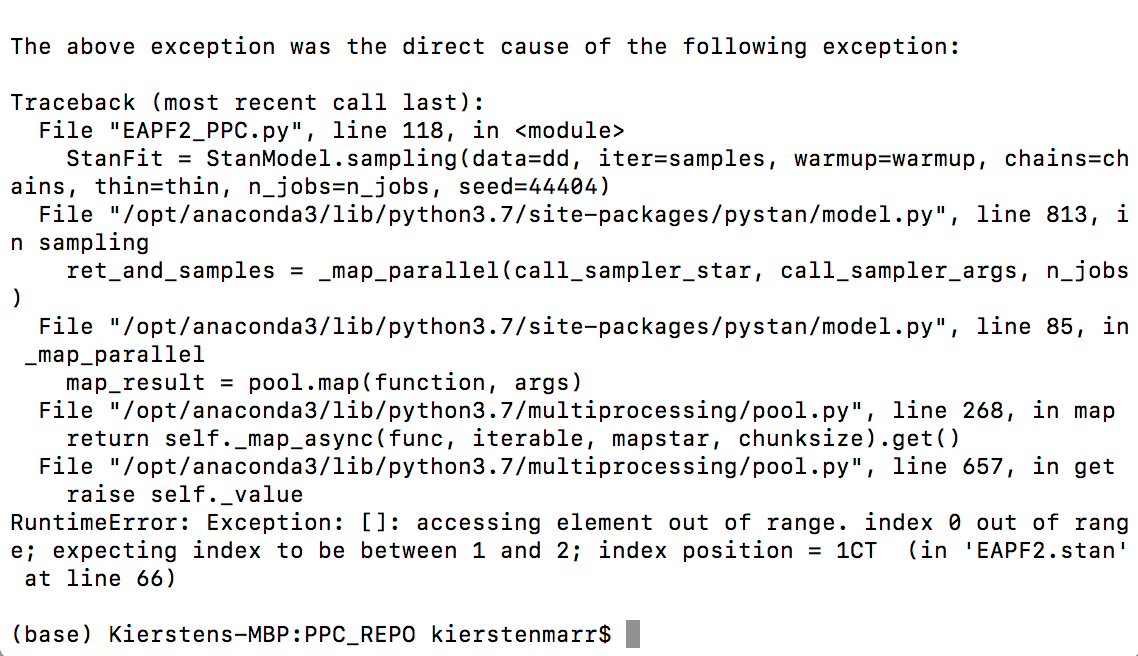 The above exception was the direct cause of the following exception:
Traceback (most recent call last):
  File "EAPF2_PPC.py", line 118, in <module>
    StanFit = StanModel.sampling(data=dd, iter=samples, warmup=warmup, chains=ch
ains, thin=thin, n_jobs=n_jobs, seed=44404)
  File "/opt/anaconda3/lib/python3.7/site-packages/pystan/model.py", line 813, i
n sampling
    ret_and_samples = _map_parallel(call_sampler_star, call_sampler_args, n_jobs
)
  File "/opt/anaconda3/lib/python3.7/site-packages/pystan/model.py", line 85, in
 _map_parallel
    map_result = pool.map(function, args)
  File "/opt/anaconda3/lib/python3.7/multiprocessing/pool.py", line 268, in map
    return self._map_async(func, iterable, mapstar, chunksize).get()
  File "/opt/anaconda3/lib/python3.7/multiprocessing/pool.py", line 657, in get
    raise self._value
RuntimeError: Exception: []: accessing element out of range. index 0 out of rang
e; expecting index to be between 1 and 2; index position = 1CT  (in 'EAPF2.stan'
 at line 66)
(base) Kierstens-MBP:PPC_REPO kierstenmarr$